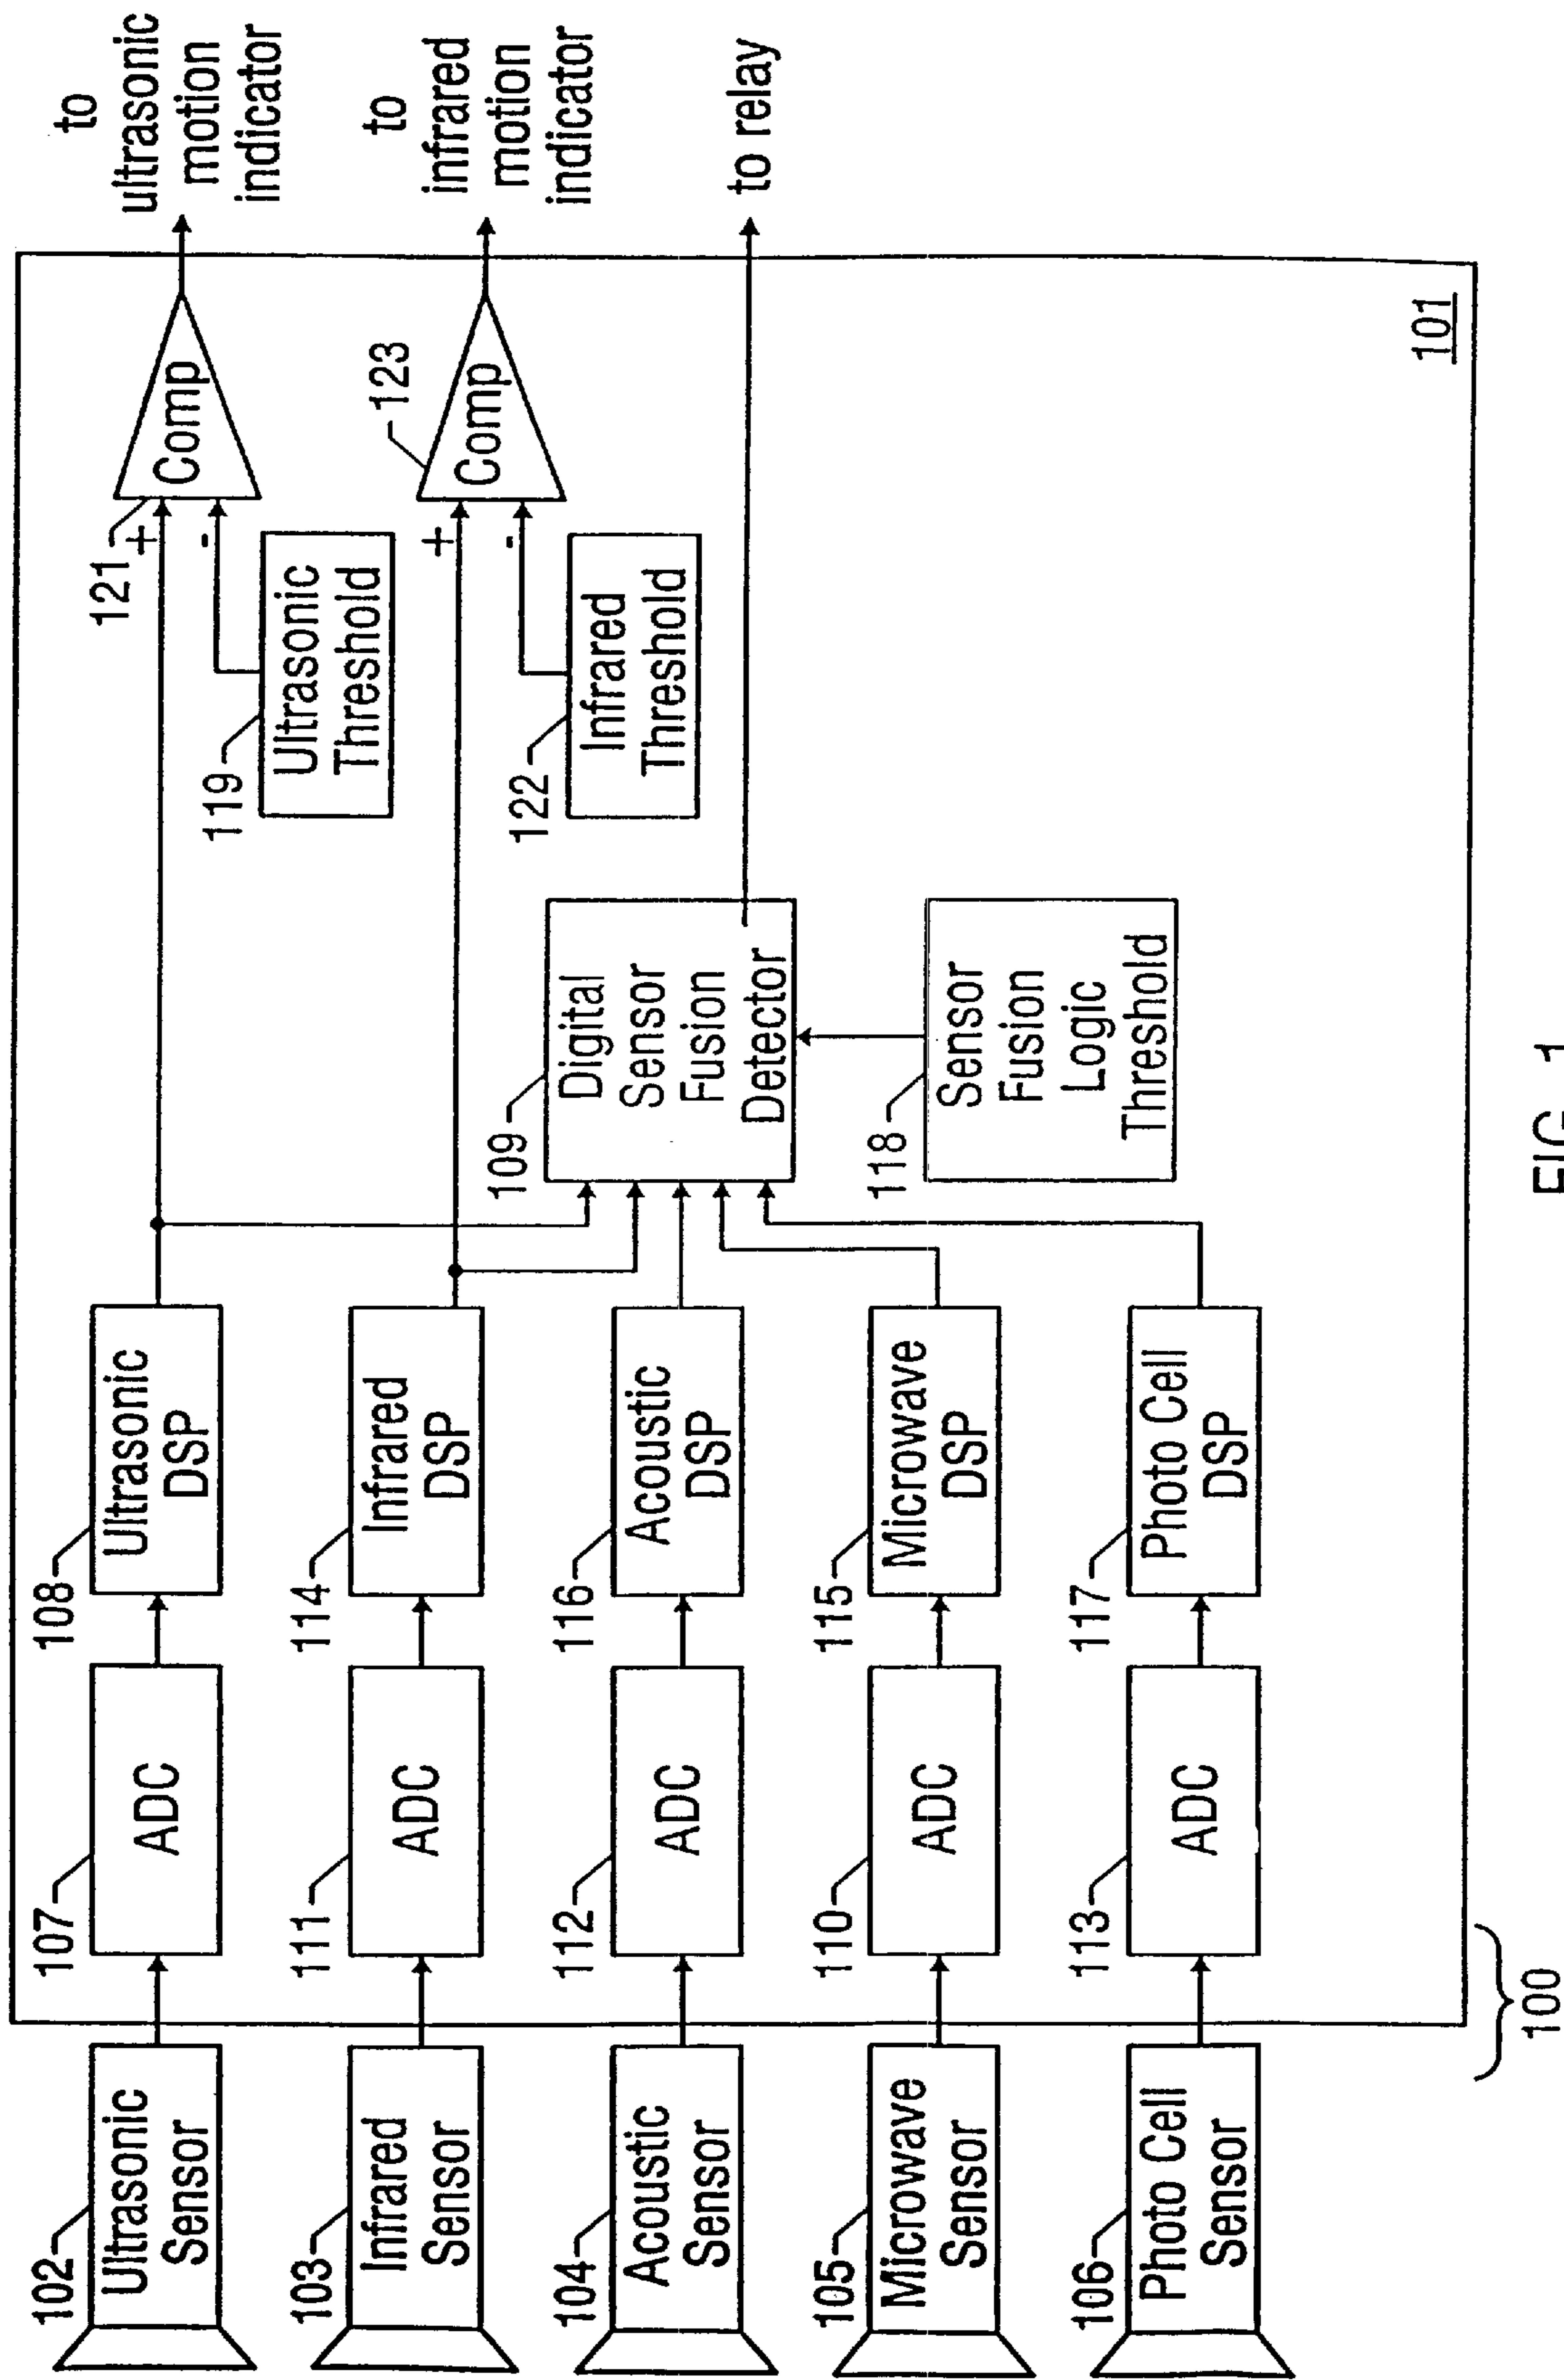 102
Ultrasonic
Sensor
107
ADC
108
Ultrasonic
DSP
119
Ultrasonic
Threshold
121
+
-
Comp
to
ultrasonic
motion
indicator
103
Infrared
Sensor
111
ADC
114
Infrared
DSP
122
Infrared
Threshold
+
-
Comp
123
to
infrared
motion
indicator
104
Acoustic
Sensor
112
ADC
116
Acoustic
DSP
109
Digital
Sensor
Fusion
Detector
to relay
105
Microwave
Sensor
110
ADC
115
Microwave
DSP
118
Sensor
Fusion
Logic
Threshold
106
Photo Cell
Sensor
113
ADC
117
Photo Cell
DSP
101
100
FIG. 1